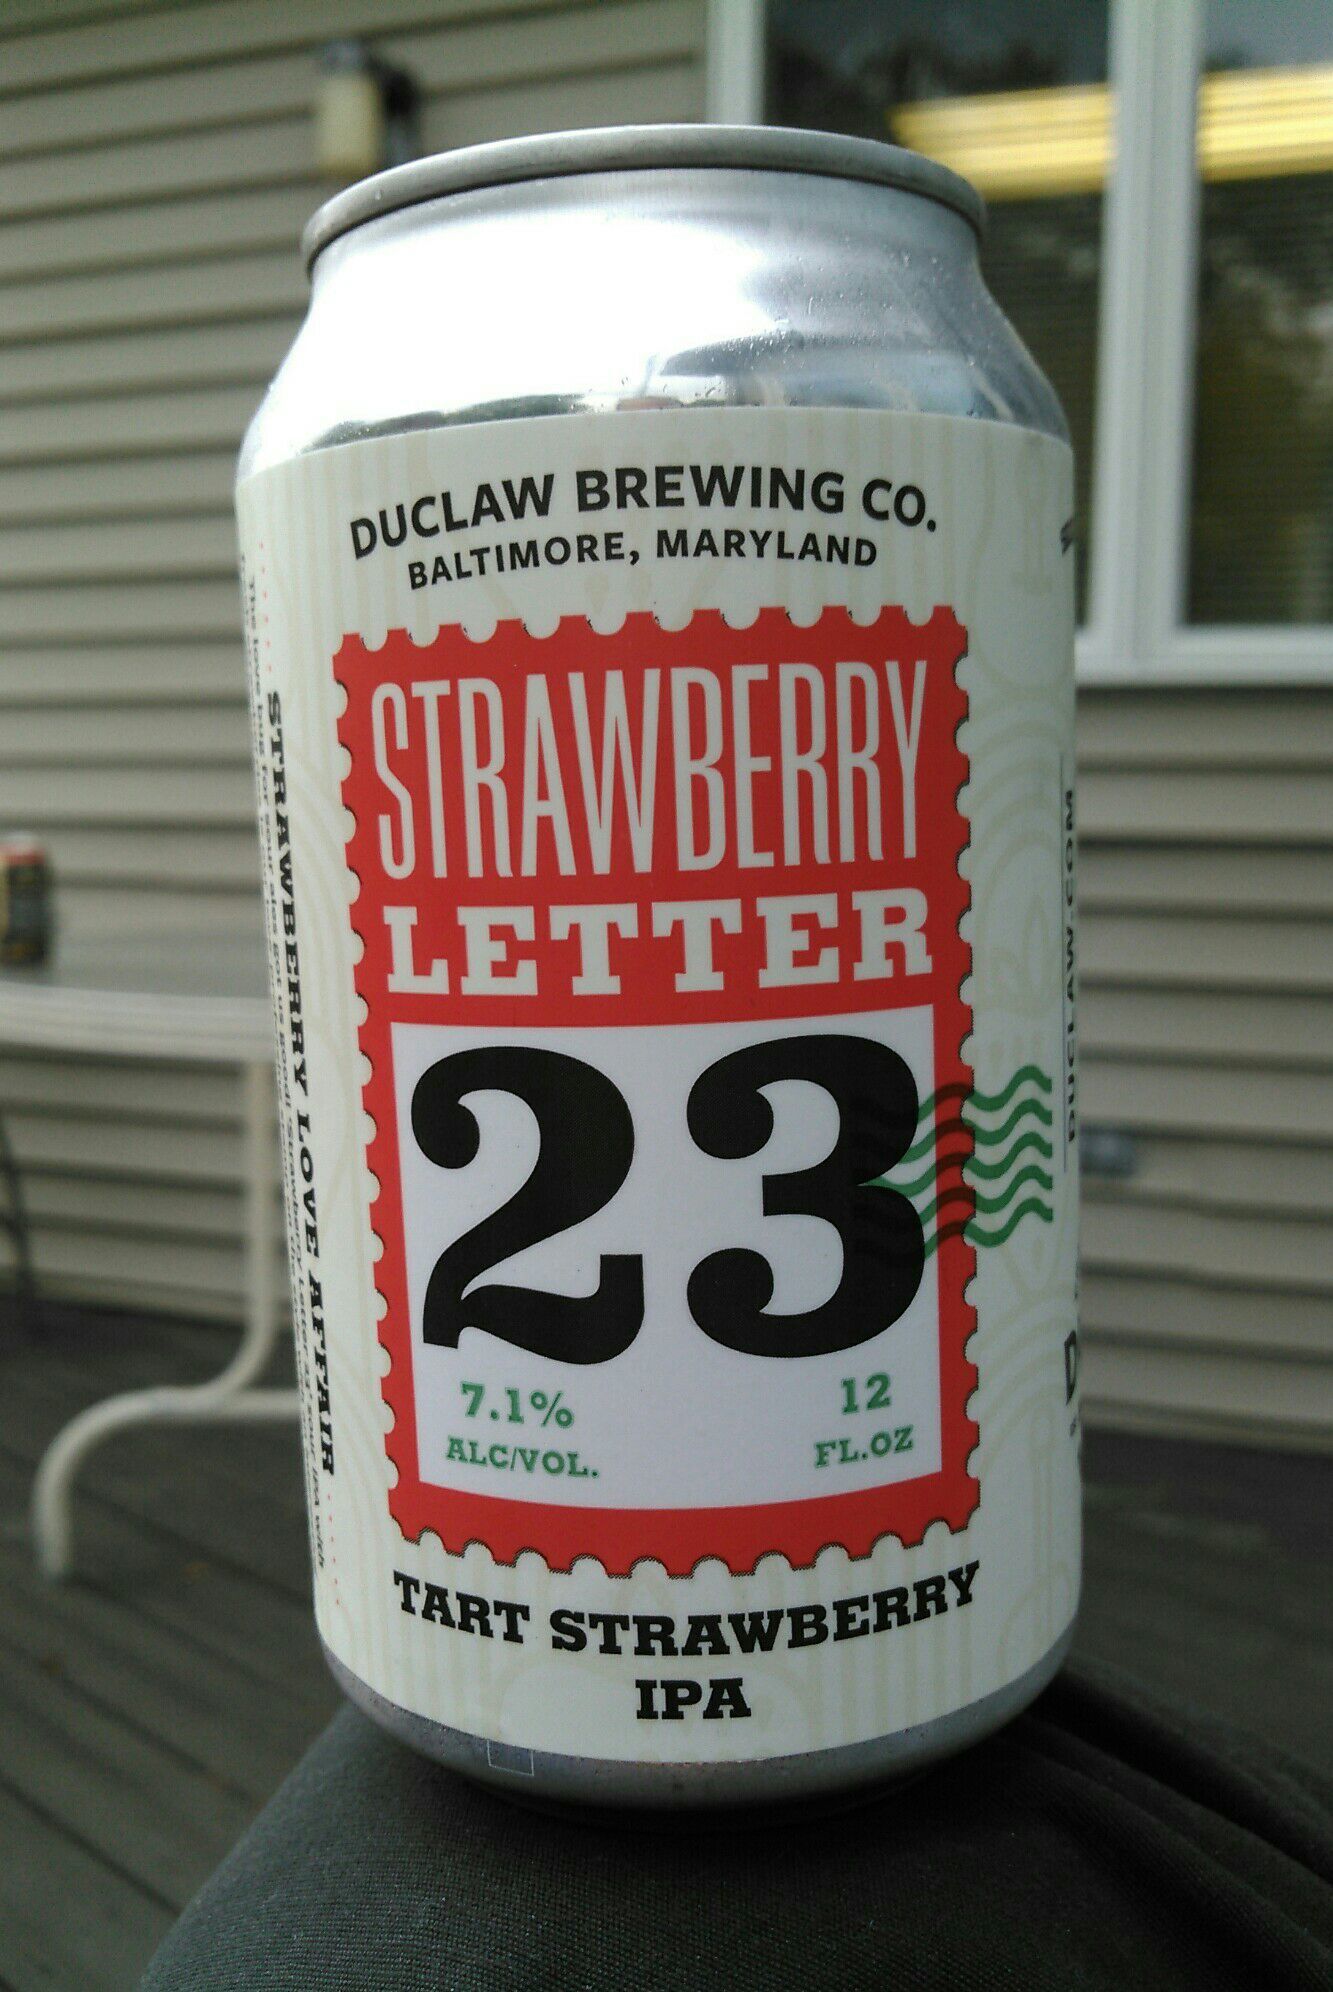 DUCLAW BREWING CO.
BALTIMORE, MARYLAND
STRAWBERRY
LETTER
23
7.1%
ALC/VOL.
12
FL.OZ
TART STRAWBERRY
IPA
STRAWBERRY LOVE AFFAIR
DUCLAW.COM